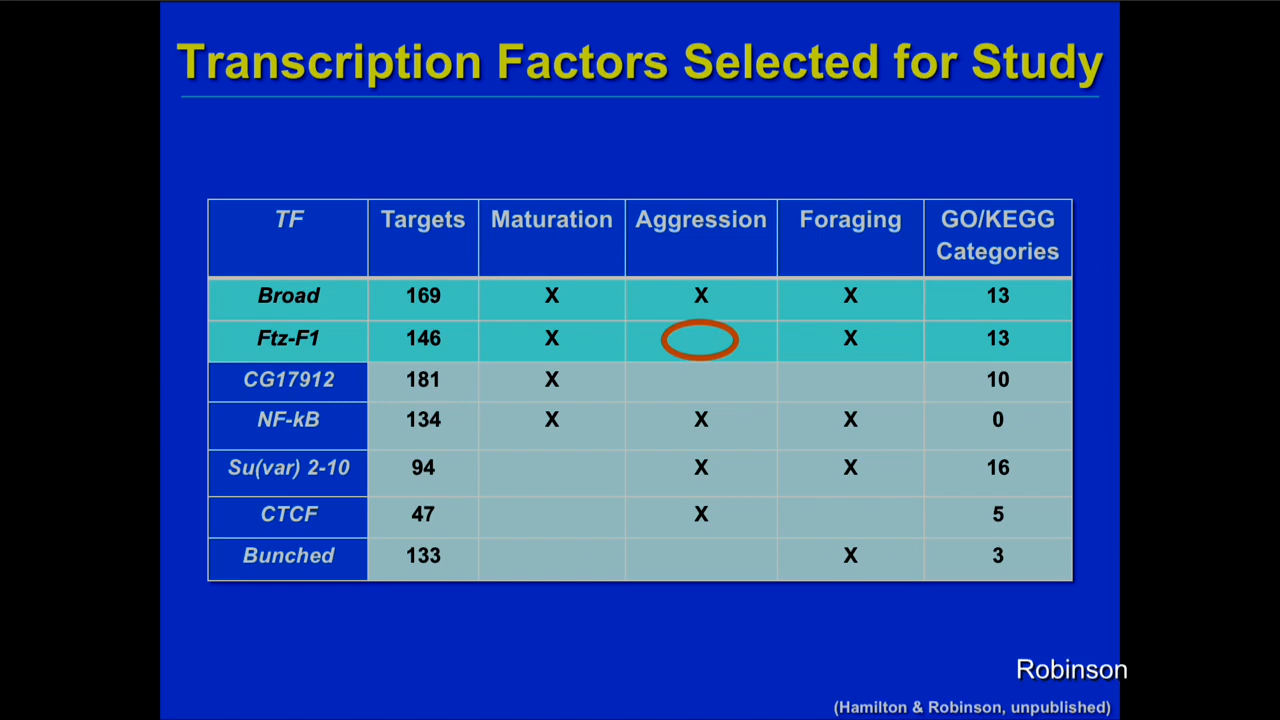 Transcription Factors Selected for Study
TF Targets Maturation Aggression Foraging GO/KEGG Categories
Broad 169 X X X 13
Ftz-F1 146 X X 13
CG17912 181 X 10
NF-kB 134 X X X 0
Su(var) 2-10 94 X X 16
CTCF 47 X 5
Bunched 133 X 3
Robinson
(Hamilton & Robinson, unpublished)